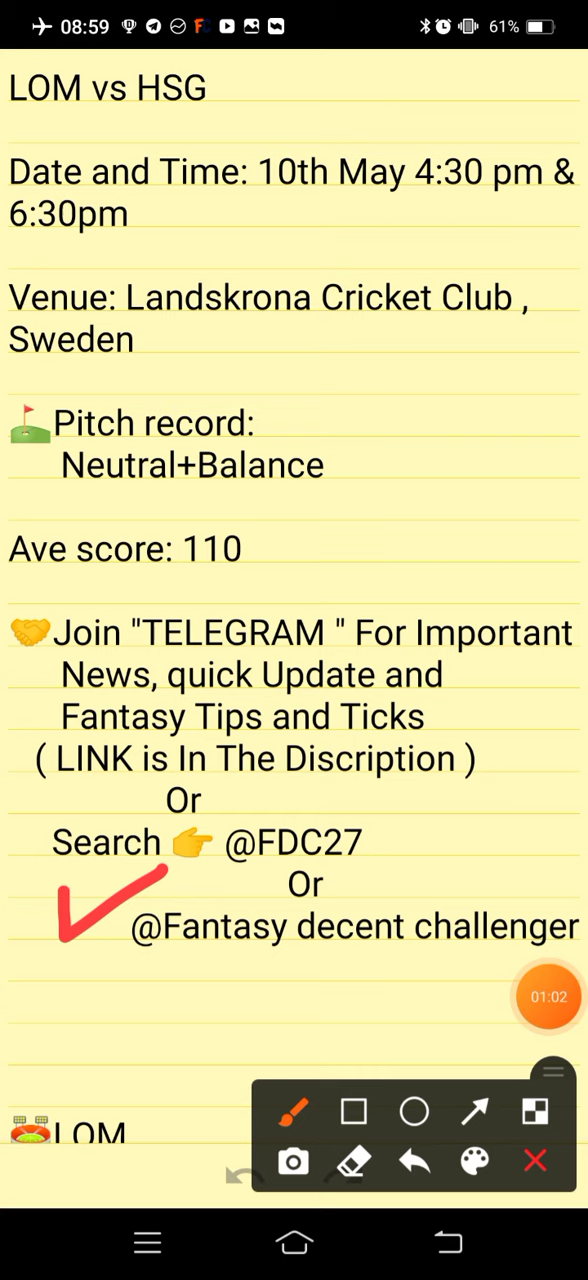 08:59
61%
LOM vs HSG
Date and Time: 10th May 4:30 pm &
6:30pm
Venue: Landskrona Cricket Club ,
Sweden
Pitch record:
Neutral+Balance
Ave score: 110
Join "TELEGRAM " For Important
News, quick Update and
Fantasy Tips and Ticks
( LINK is In The Discription )
Or
Search 👉 @FDC27
Or
@Fantasy decent challenger
01:02
LOM